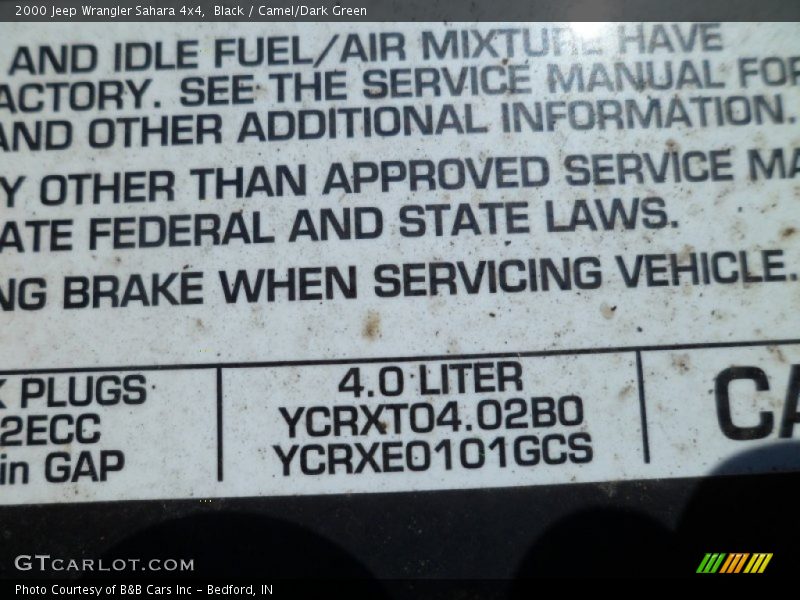 2000 Jeep Wrangler Sahara 4x4,  Black / Camel/Dark Green
AND IDLE FUEL/AIR MIXTURE HAVE
ACTORY. SEE THE SERVICE MANUAL FOR
AND OTHER ADDITIONAL INFORMATION.
Y OTHER THAN APPROVED SERVICE MA
ATE FEDERAL AND STATE LAWS.
NG BRAKE WHEN SERVICING VEHICLE.
K PLUGS
2ECC
in GAP
4.0 LITER
YCRXT04.02B0
YCRXE0101GCS
CA
GTCARLOT.COM
Photo Courtesy of B&B Cars Inc - Bedford, IN